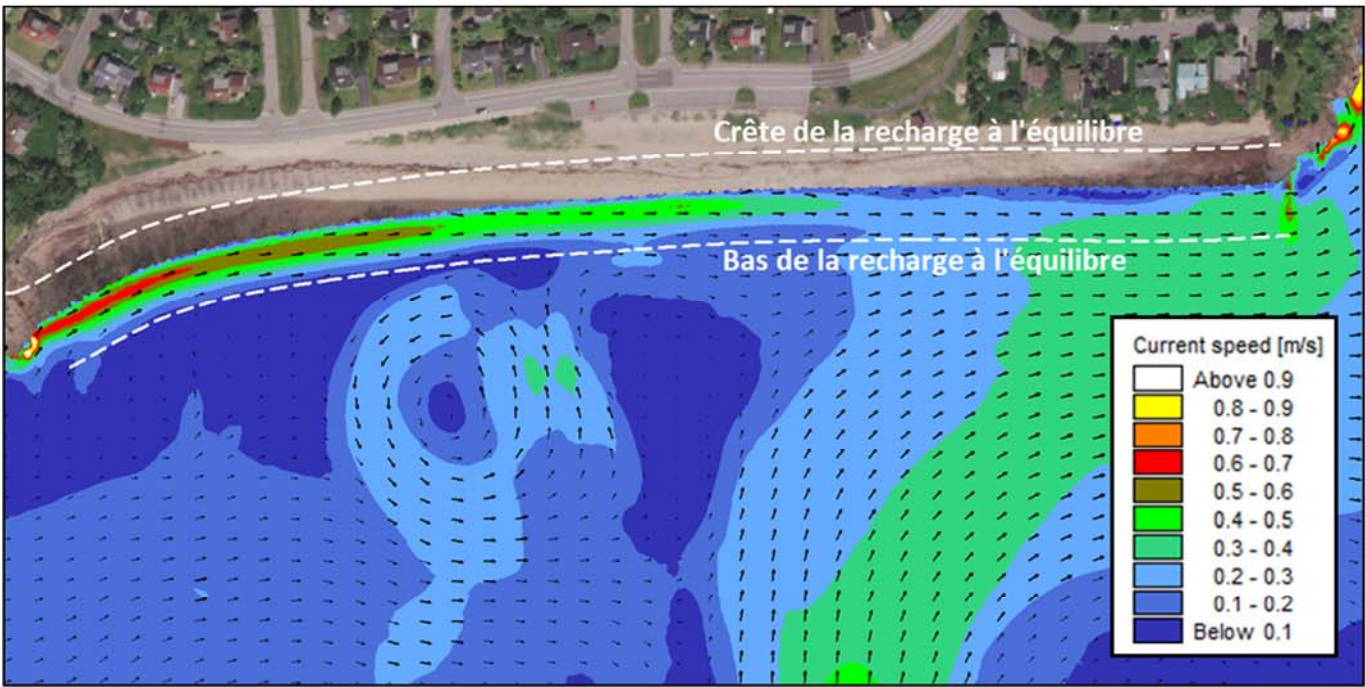 Crête de la recharge à l'équilibre
Bas de la recharge à l'équilibre
Current speed [m/s]
Above 0.9
0.8 - 0.9
0.7 - 0.8
0.6 - 0.7
0.5 - 0.6
0.4 - 0.5
0.3 - 0.4
0.2 - 0.3
0.1 - 0.2
Below 0.1